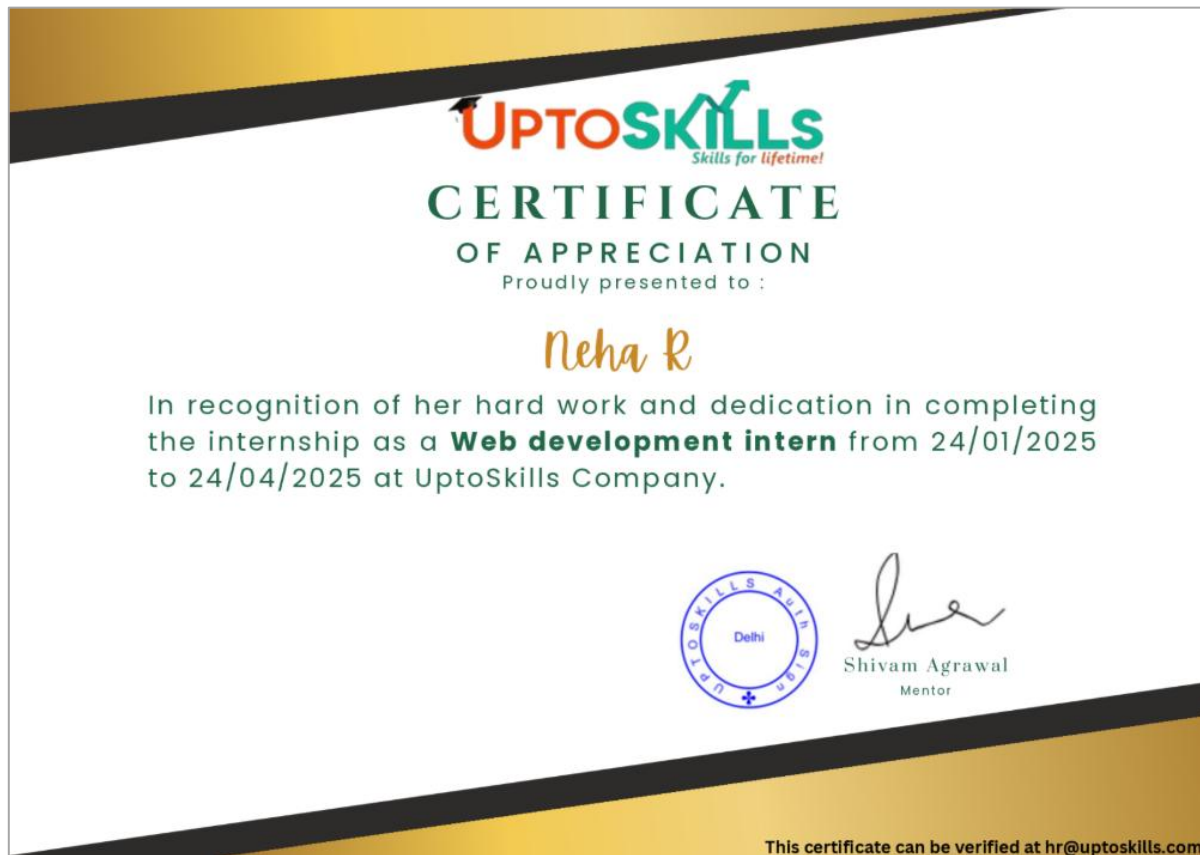 UPTOSKILLS
Skills for lifetime!
CERTIFICATE
OF APPRECIATION
Proudly presented to :
Neha R
In recognition of her hard work and dedication in completing
the internship as a Web development intern from 24/01/2025
to 24/04/2025 at UptoSkills Company.
UPTOSKILLS Auth Sign
Delhi
Shivam Agrawal
Mentor
This certificate can be verified at hr@uptoskills.com